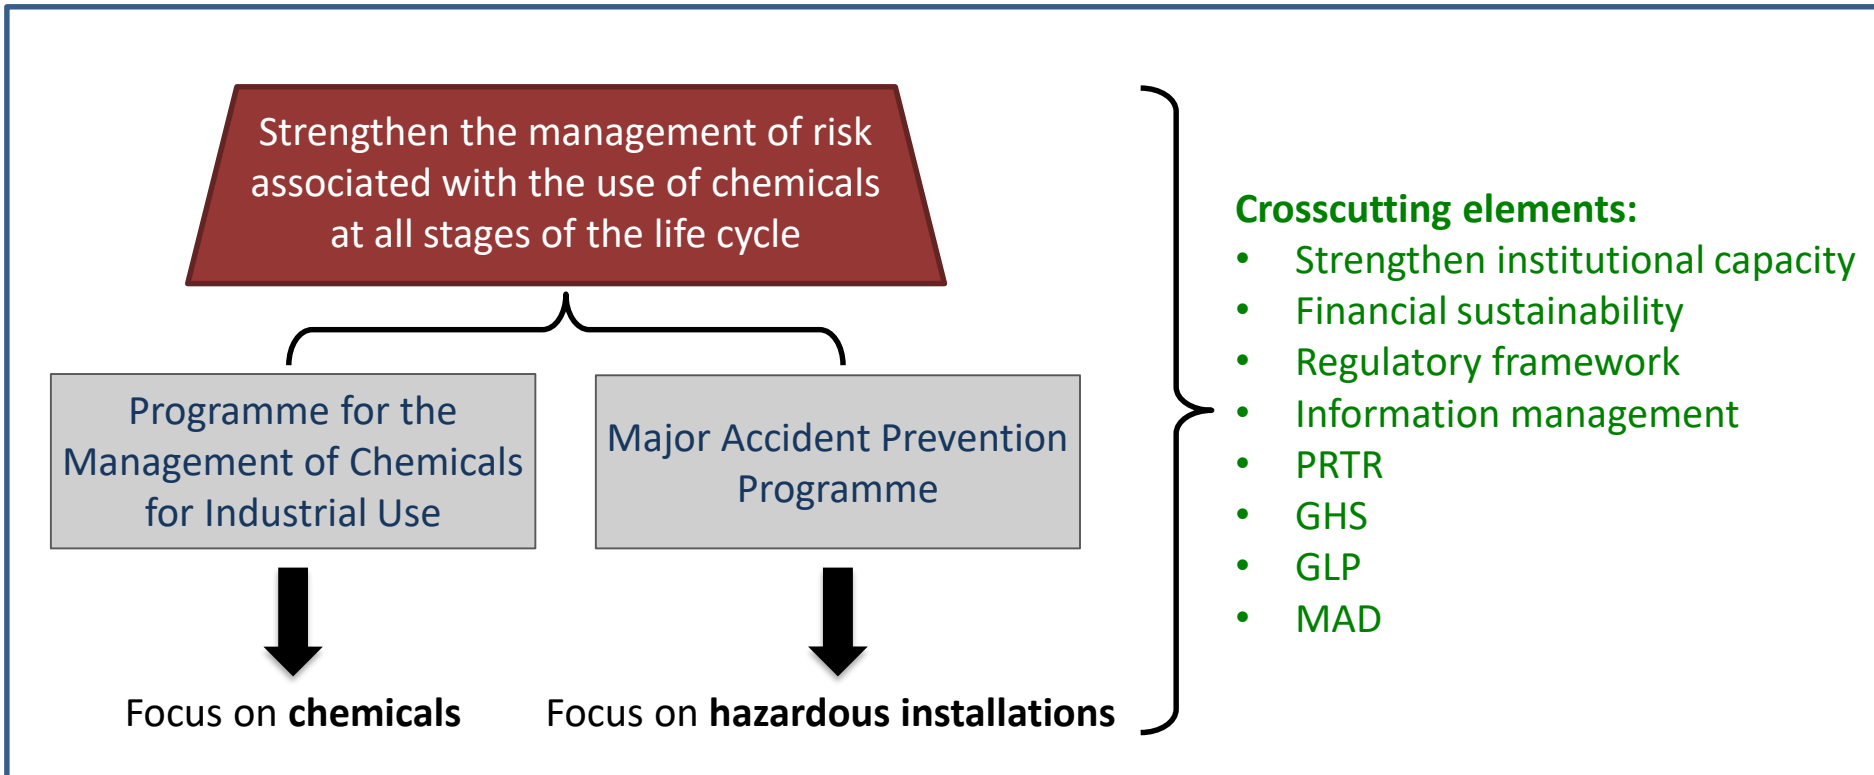 Strengthen the management of risk
associated with the use of chemicals
at all stages of the life cycle
Programme for the
Management of Chemicals
for Industrial Use
Major Accident Prevention
Programme
Focus on chemicals
Focus on hazardous installations
Crosscutting elements:
• Strengthen institutional capacity
• Financial sustainability
• Regulatory framework
• Information management
• PRTR
• GHS
• GLP
• MAD